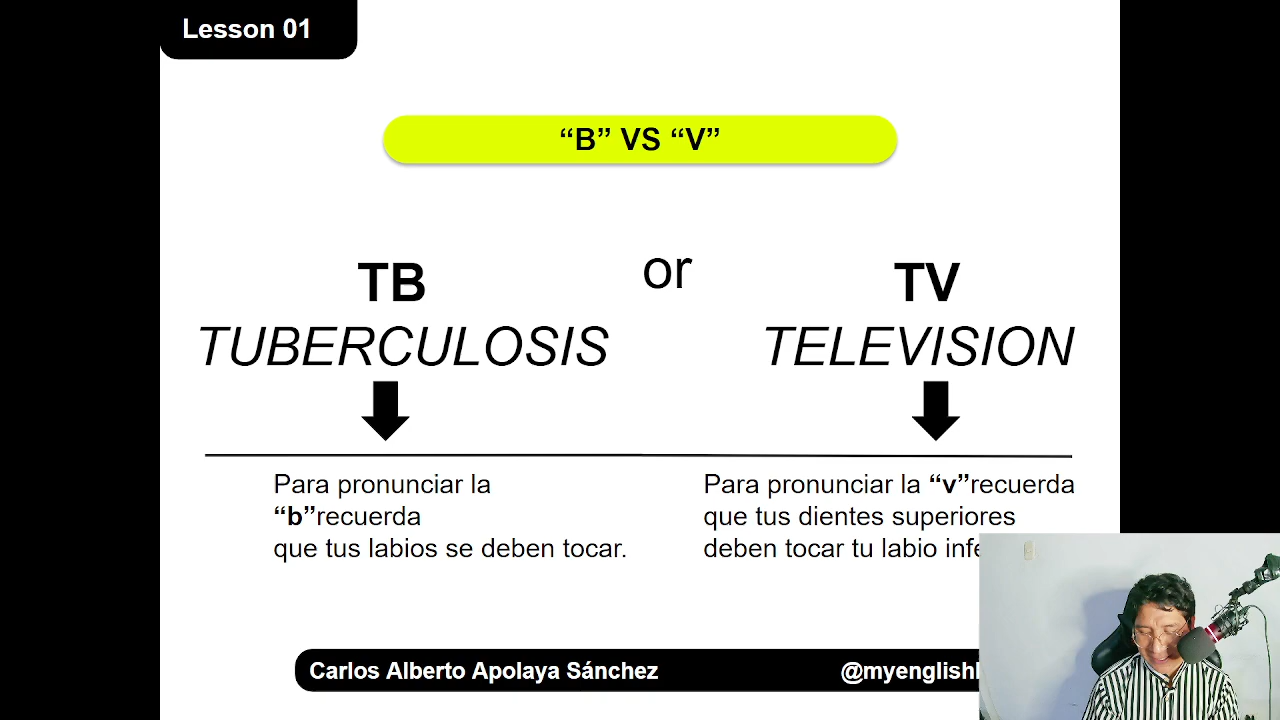 Lesson 01
“B” VS “V”
TB or TV
TUBERCULOSIS TELEVISION
Para pronunciar la
“b”recuerda
que tus labios se deben tocar.
Para pronunciar la “v”recuerda
que tus dientes superiores
deben tocar tu labio
Carlos Alberto Apolaya Sánchez